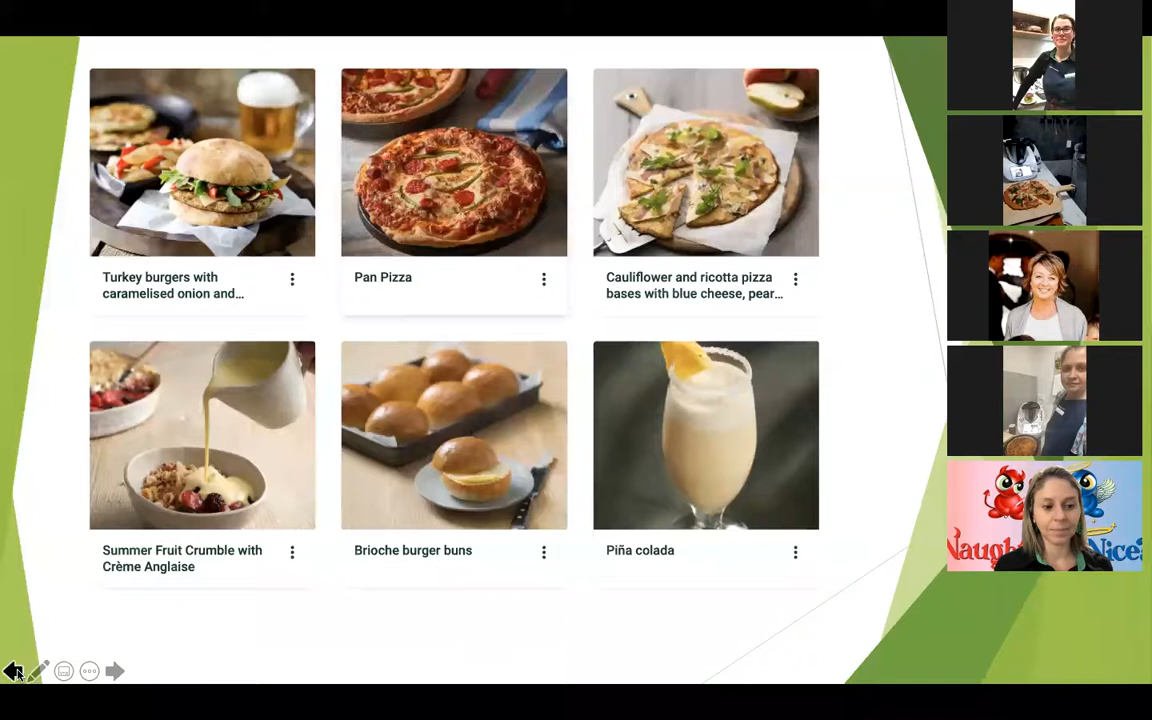 Turkey burgers with
caramelised onion and...
Pan Pizza
Cauliflower and ricotta pizza
bases with blue cheese, pear...
Summer Fruit Crumble with
Crème Anglaise
Brioche burger buns
Piña colada
Naugh
Nice?